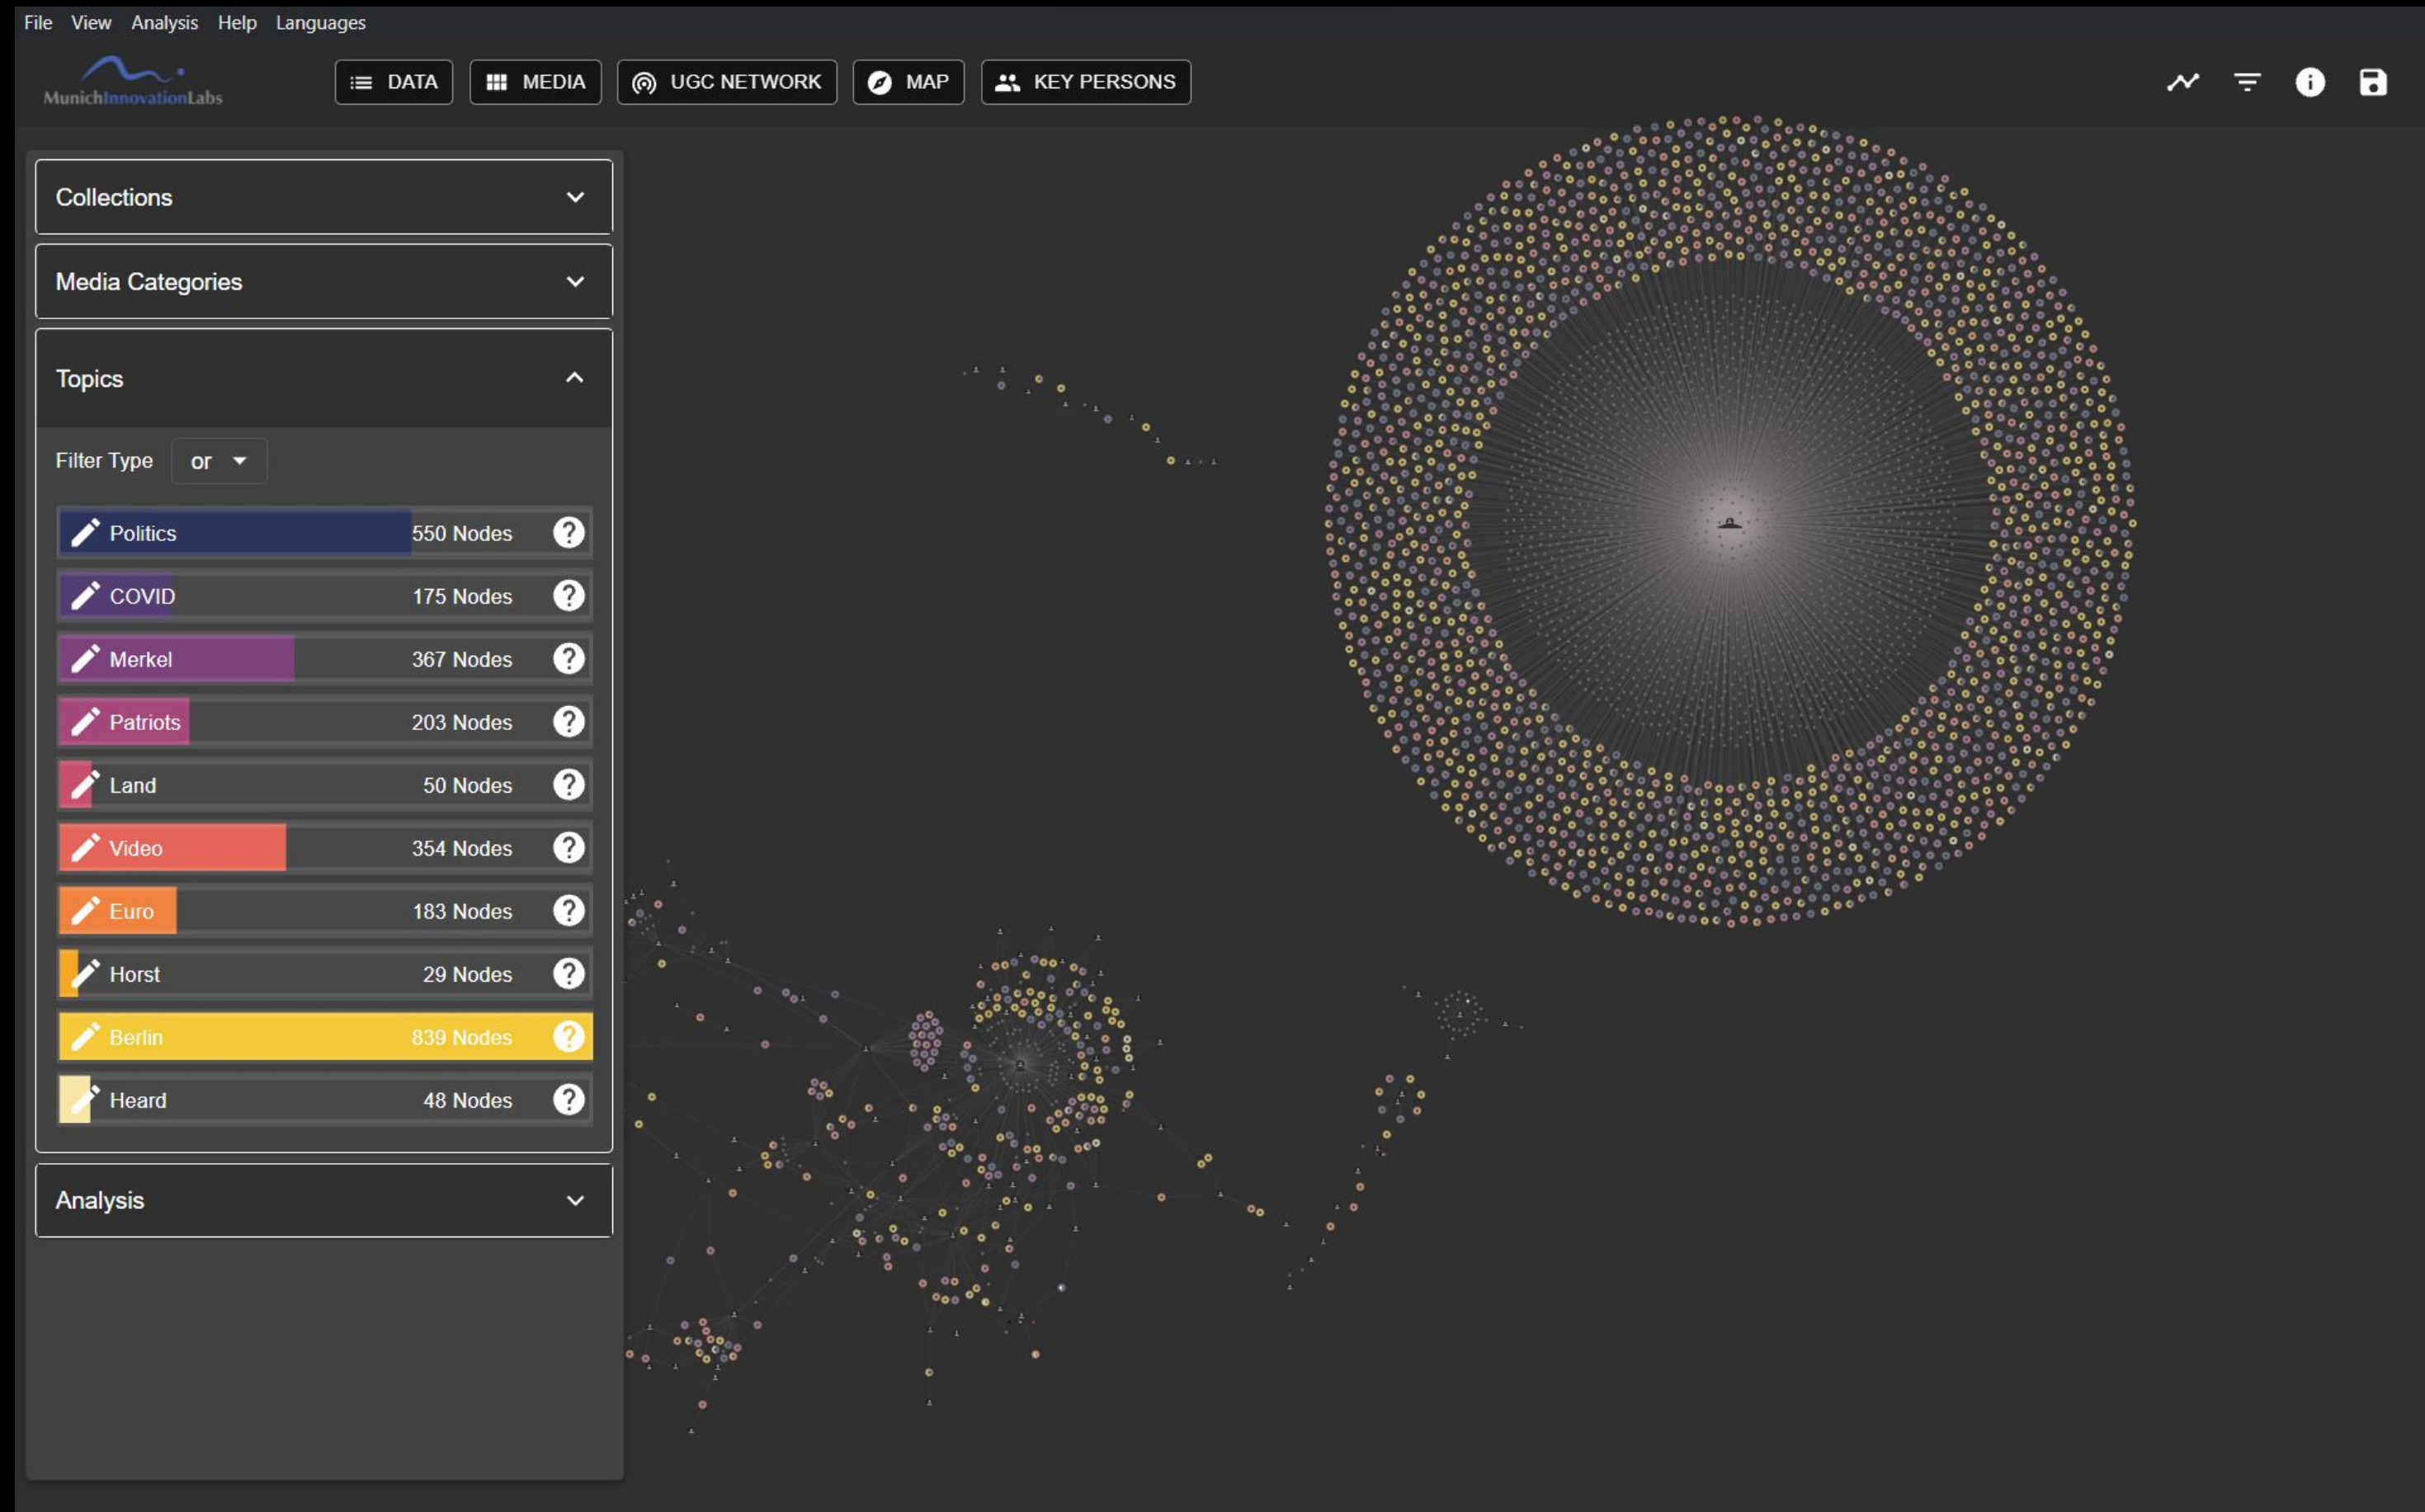 File View Analysis Help Languages
MunichInnovationLabs
DATA MEDIA UGC NETWORK MAP KEY PERSONS
Collections
Media Categories
Topics
Filter Type or
Politics 550 Nodes
COVID 175 Nodes
Merkel 367 Nodes
Patriots 203 Nodes
Land 50 Nodes
Video 354 Nodes
Euro 183 Nodes
Horst 29 Nodes
Berlin 839 Nodes
Heard 48 Nodes
Analysis